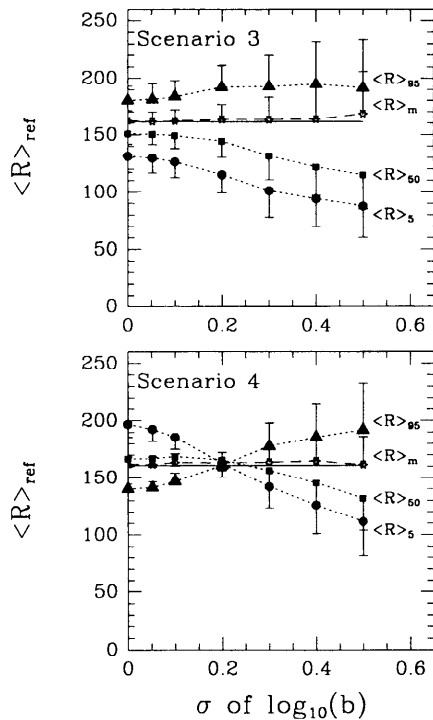 Scenario 3
250
200
150
100
50
0
<R>ref
<R>95
<R>m
<R>50
<R>5
0 0.2 0.4 0.6
Scenario 4
250
200
150
100
50
0
<R>ref
<R>95
<R>m
<R>50
<R>5
0 0.2 0.4 0.6
σ of log10(b)